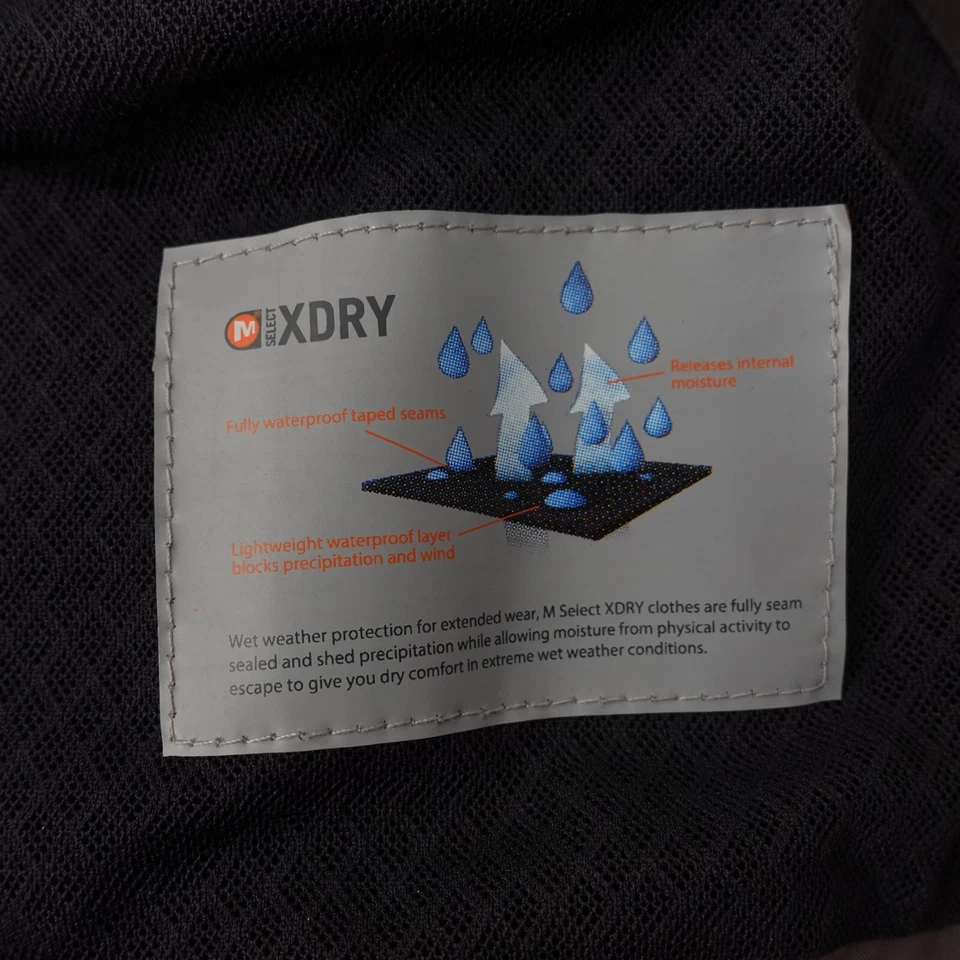 M SELECT XDRY
Releases internal
moisture
Fully waterproof taped seams
Lightweight waterproof layer
blocks precipitation and wind
Wet weather protection for extended wear, M Select XDRY clothes are fully seam
sealed and shed precipitation while allowing moisture from physical activity to
escape to give you dry comfort in extreme wet weather conditions.